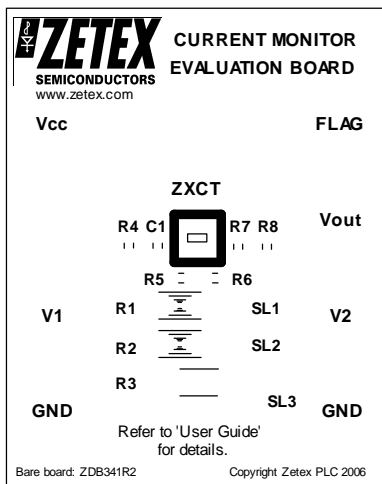 ZETEX
SEMICONDUCTORS
www.zetex.com
CURRENT MONITOR
EVALUATION BOARD
Vcc
FLAG
ZXCT
Vout
R4 C1 R7 R8
R5 R6
R1 SL1
V1 V2
R2 SL2
R3
SL3
GND GND
Refer to 'User Guide'
for details.
Bare board: ZDB341R2 Copyright Zetex PLC 2006